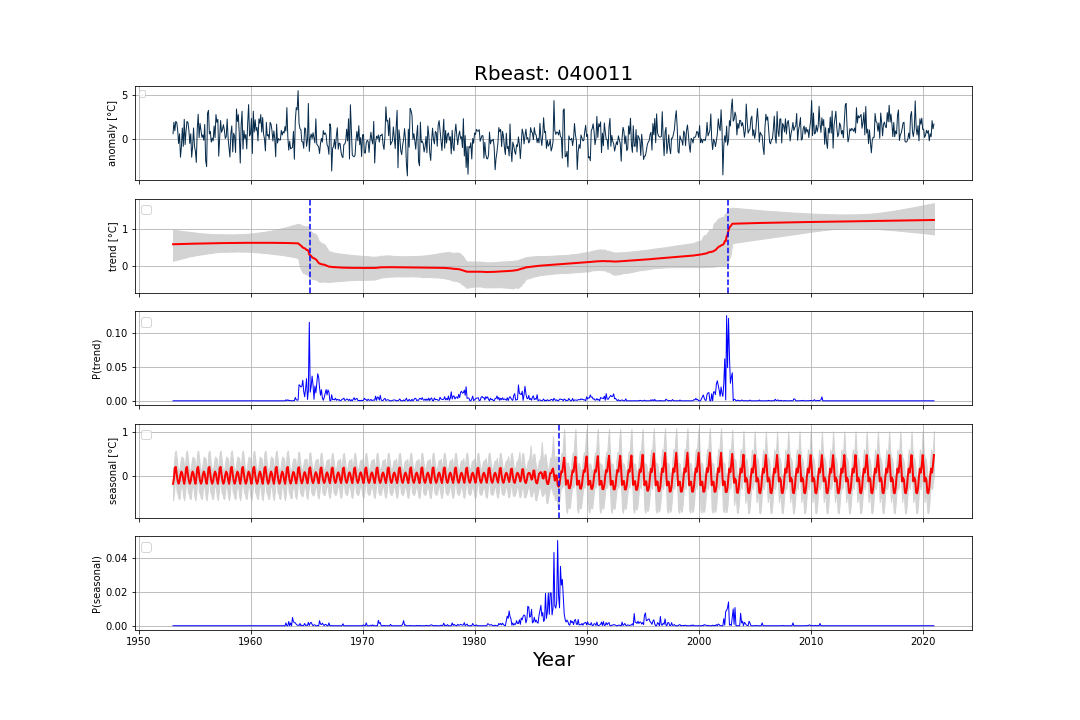 Rbeast: 040011
anomaly [°C]
5
0
trend [°C]
1
0
P(trend)
0.10
0.05
0.00
seasonal [°C]
1
0
P(seasonal)
0.04
0.02
0.00
1950 1960 1970 1980 1990 2000 2010 2020
Year